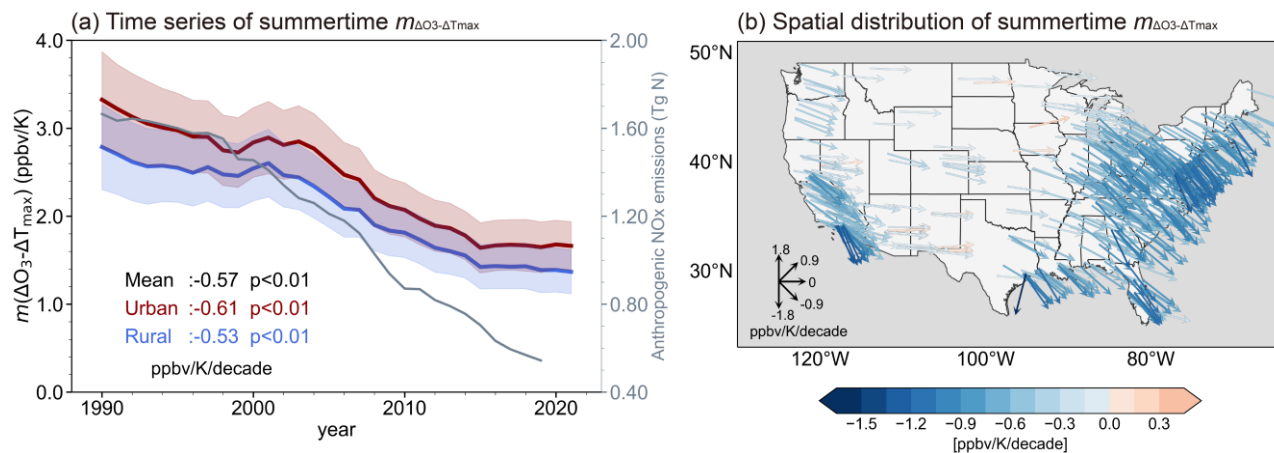 (a) Time series of summertime mΔO3-ΔTmax
4.0
3.0
2.0
1.0
0.0
m(ΔO3-ΔTmax) (ppbv/K)
2.00
1.60
1.20
0.80
0.40
Anthropogenic NOx emissions (Tg N)
Mean :-0.57 p<0.01
Urban :-0.61 p<0.01
Rural :-0.53 p<0.01
ppbv/K/decade
1990 2000 2010 2020
year
(b) Spatial distribution of summertime mΔO3-ΔTmax
50°N
40°N
30°N
1.8
0.9
0
-0.9
-1.8
ppbv/K/decade
120°W 100°W 80°W
−1.5 −1.2 −0.9 −0.6 −0.3 0.0 0.3
[ppbv/K/decade]